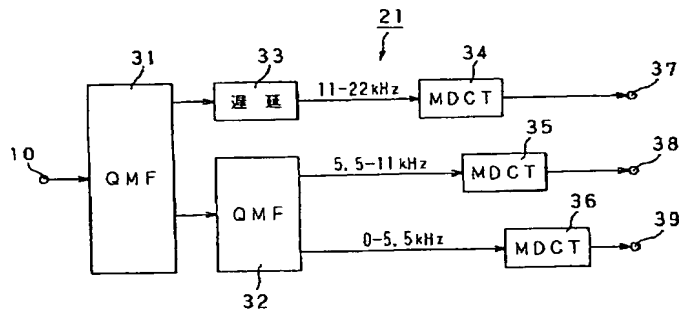 21
31
33
34
37
遅延
11-22kHz
MDCT
35
10
QMF
5.5-11kHz
MDCT
38
QMF
36
0-5.5kHz
MDCT
39
32